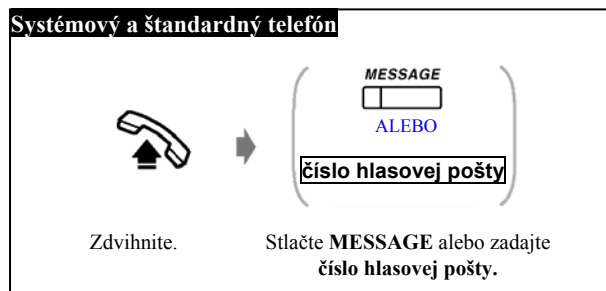 Systémový a štandardný telefón
MESSAGE
ALEBO
číslo hlasovej pošty
Zdvihnite.
Stlačte MESSAGE alebo zadajte
číslo hlasovej pošty.